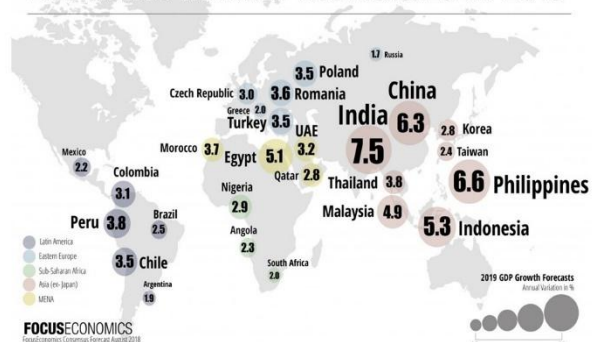 1.7 Russia
3.5 Poland
Czech Republic 3.0
3.6 Romania
Greece 2.0
Turkey 3.5
China
6.3
India
7.5
UAE
3.2
2.8 Korea
2.4 Taiwan
Morocco 3.7
Egypt 5.1
Qatar 2.8
Mexico
2.2
Colombia
3.1
Thailand 3.8
6.6 Philippines
Nigeria
2.9
Malaysia 4.9
Peru 3.8
Brazil
2.5
5.3 Indonesia
Angola
2.3
3.5 Chile
South Africa
2.0
Argentina
1.9
Latin America
Eastern Europe
Sub-Saharan Africa
Asia (ex-Japan)
MENA
2019 GDP Growth Forecasts
Annual Variation in %
FOCUSECONOMICS
FocusEconomics Consensus Forecast August 2018